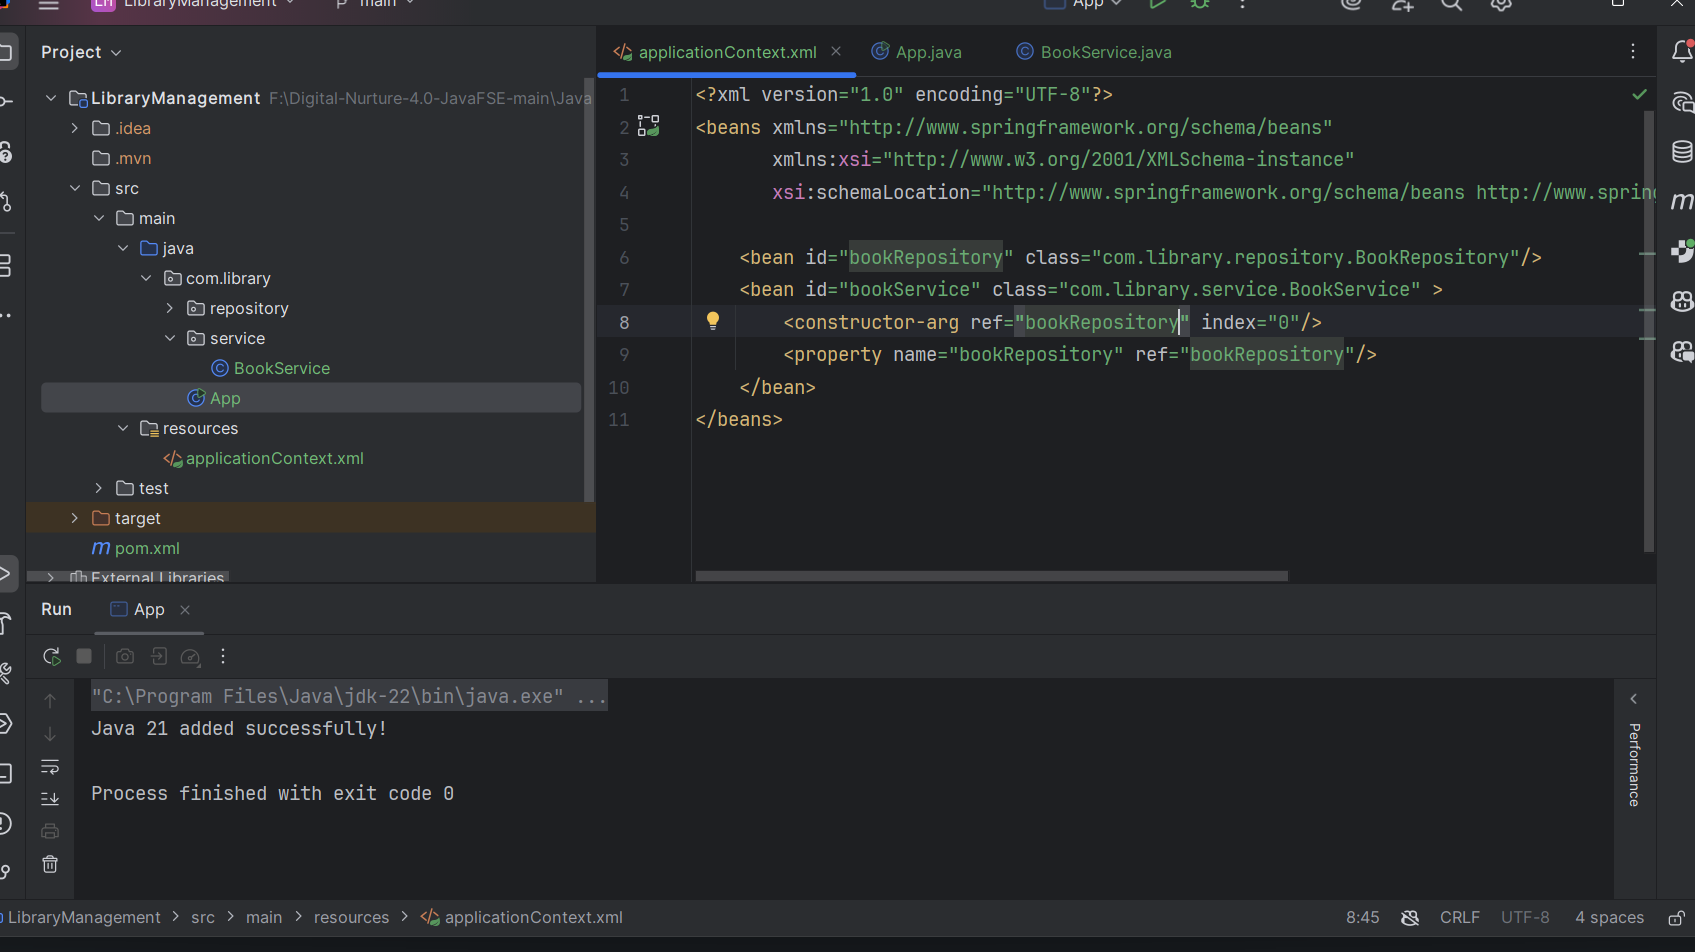 LH LibraryManagement main App
Project
LibraryManagement F:\Digital-Nurture-4.0-JavaFSE-main\Java
.idea
.mvn
src
main
java
com.library
repository
service
BookService
App
resources
applicationContext.xml
test
target
pom.xml
External Libraries
applicationContext.xml App.java BookService.java
1 <?xml version="1.0" encoding="UTF-8"?>
2 <beans xmlns="http://www.springframework.org/schema/beans"
3 xmlns:xsi="http://www.w3.org/2001/XMLSchema-instance"
4 xsi:schemaLocation="http://www.springframework.org/schema/beans http://www.spring
5
6 <bean id="bookRepository" class="com.library.repository.BookRepository"/>
7 <bean id="bookService" class="com.library.service.BookService" >
8 <constructor-arg ref="bookRepository" index="0"/>
9 <property name="bookRepository" ref="bookRepository"/>
10 </bean>
11 </beans>
Run App
"C:\Program Files\Java\jdk-22\bin\java.exe" ...
Java 21 added successfully!
Process finished with exit code 0
Performance
LibraryManagement > src > main > resources > applicationContext.xml 8:45 CRLF UTF-8 4 spaces